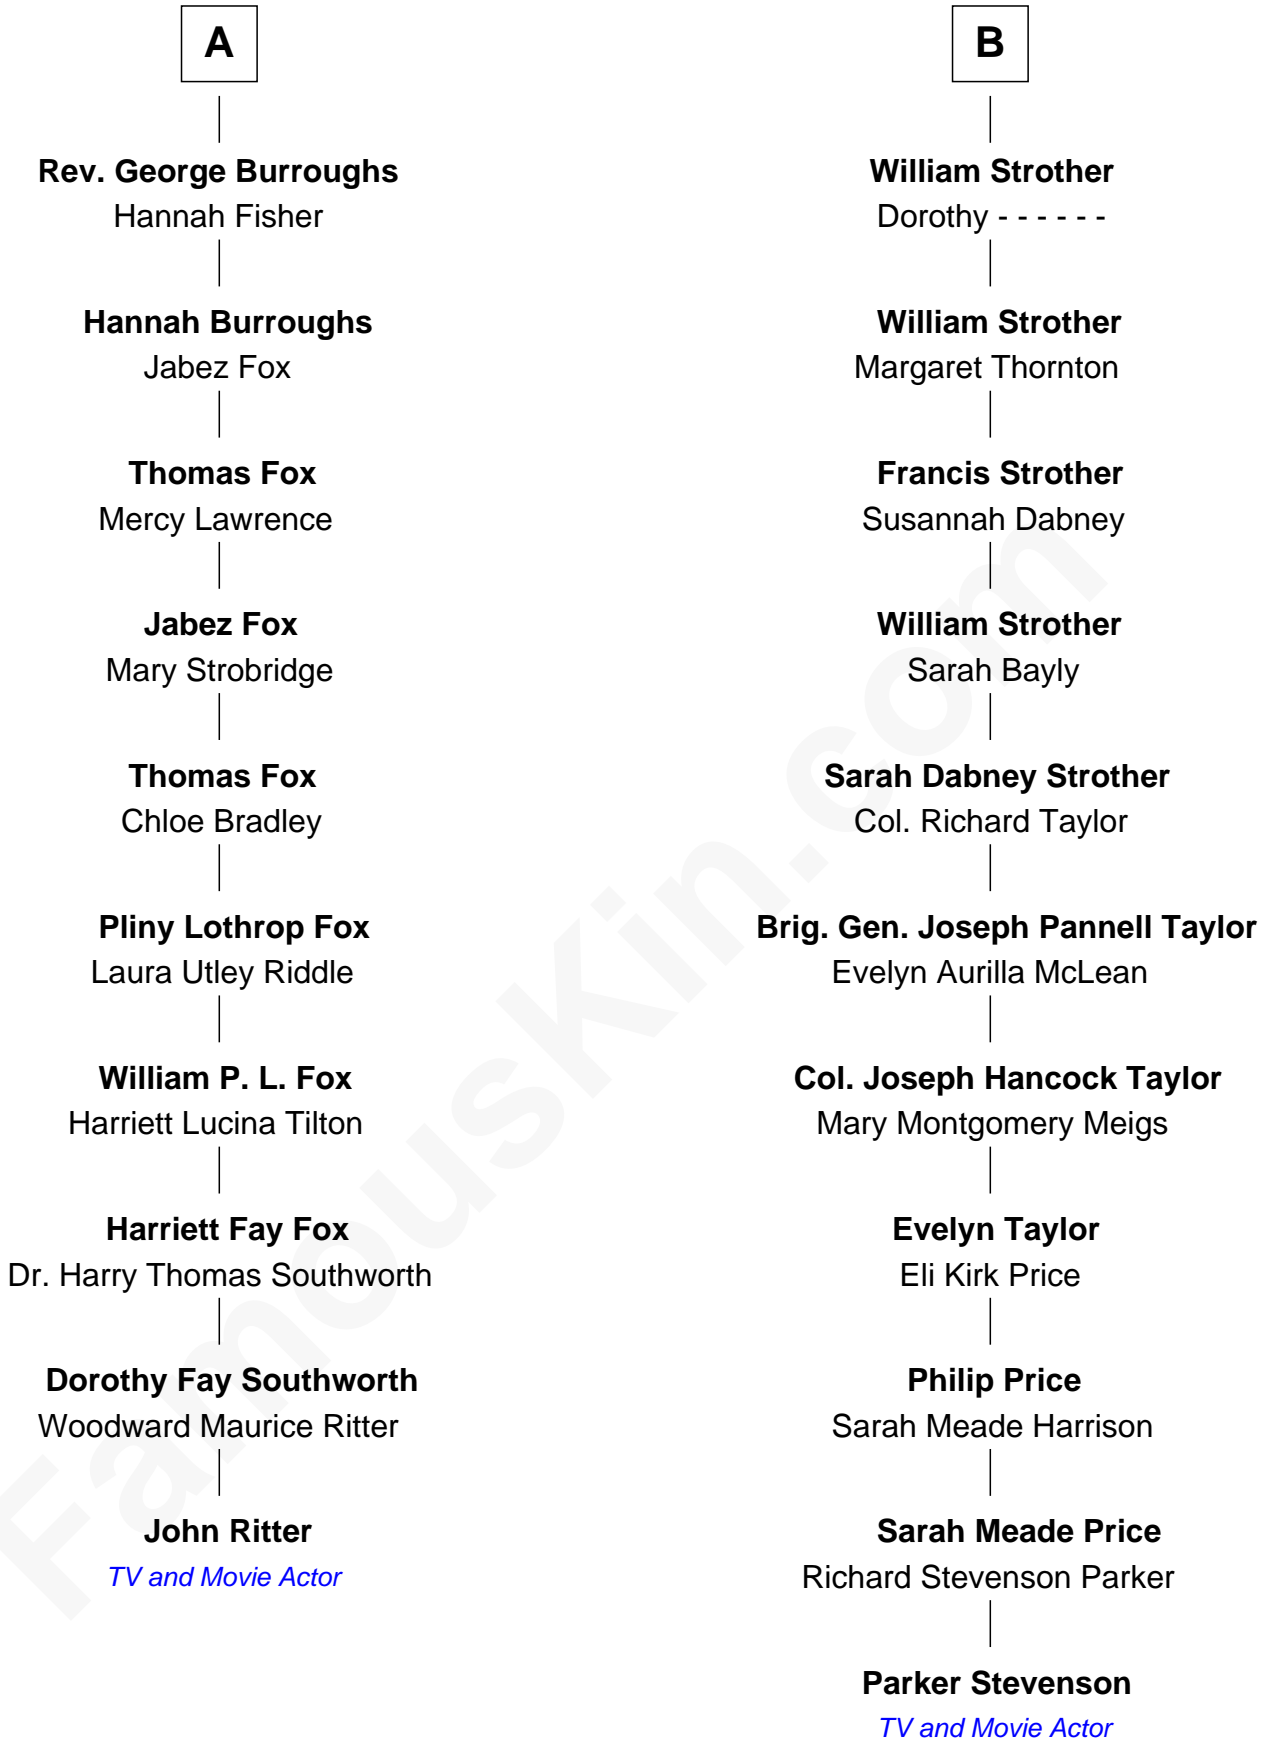 A
Rev. George Burroughs
Hannah Fisher
Hannah Burroughs
Jabez Fox
Thomas Fox
Mercy Lawrence
Jabez Fox
Mary Strobridge
Thomas Fox
Chloe Bradley
Pliny Lothrop Fox
Laura Utley Riddle
William P. L. Fox
Harriett Lucina Tilton
Harriett Fay Fox
Dr. Harry Thomas Southworth
Dorothy Fay Southworth
Woodward Maurice Ritter
John Ritter
TV and Movie Actor
B
William Strother
Dorothy - - - - - -
William Strother
Margaret Thornton
Francis Strother
Susannah Dabney
William Strother
Sarah Bayly
Sarah Dabney Strother
Col. Richard Taylor
Brig. Gen. Joseph Pannell Taylor
Evelyn Aurilla McLean
Col. Joseph Hancock Taylor
Mary Montgomery Meigs
Evelyn Taylor
Eli Kirk Price
Philip Price
Sarah Meade Harrison
Sarah Meade Price
Richard Stevenson Parker
Parker Stevenson
TV and Movie Actor
FamousKin.com